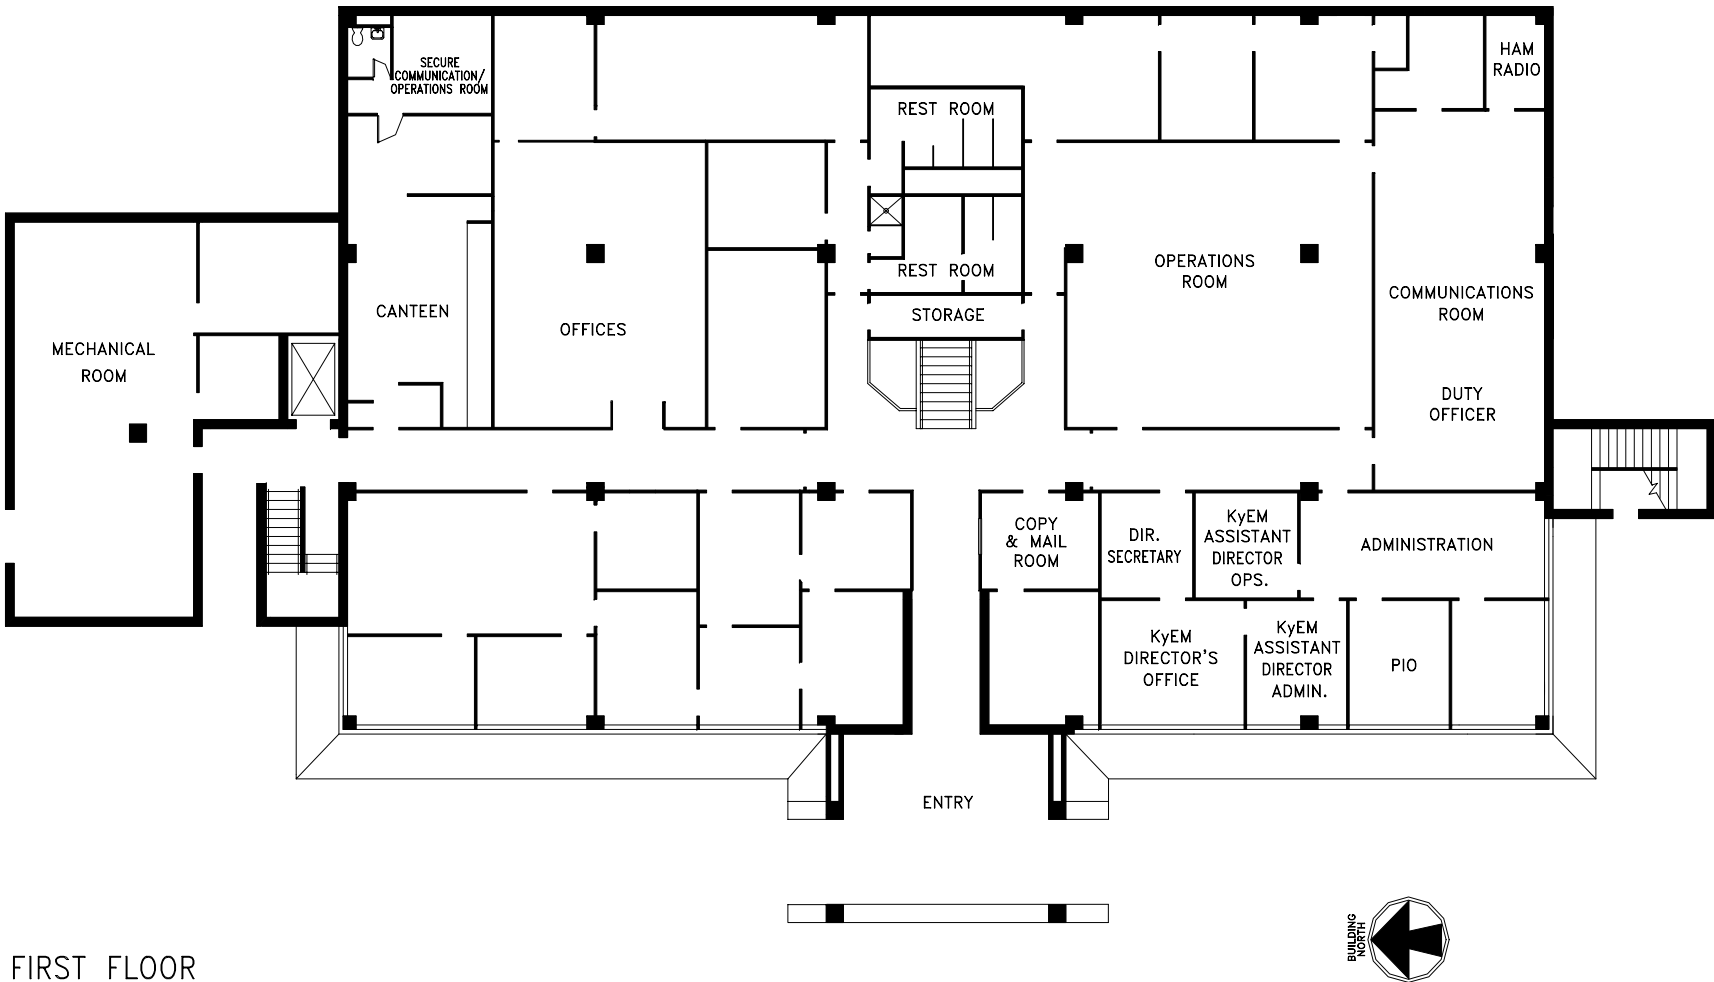 HAM
RADIO
SECURE
COMMUNICATION/
OPERATIONS ROOM
REST ROOM
REST ROOM
STORAGE
OPERATIONS
ROOM
COMMUNICATIONS
ROOM
DUTY
OFFICER
CANTEEN
OFFICES
MECHANICAL
ROOM
COPY
& MAIL
ROOM
DIR.
SECRETARY
KyEM
ASSISTANT
DIRECTOR
OPS.
ADMINISTRATION
KyEM
DIRECTOR'S
OFFICE
KyEM
ASSISTANT
DIRECTOR
ADMIN.
PIO
ENTRY
BUILDING
NORTH
FIRST FLOOR